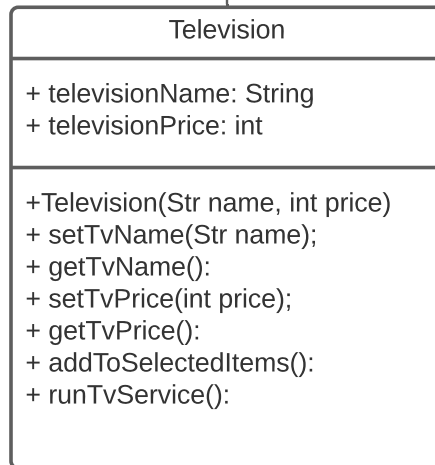 Television
+ televisionName: String
+ televisionPrice: int
+Television(Str name, int price)
+ setTvName(Str name);
+ getTvName():
+ setTvPrice(int price);
+ getTvPrice():
+ addToSelectedItems():
+ runTvService():